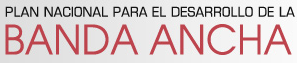 PLAN NACIONAL PARA EL DESARROLLO DE LA
BANDA ANCHA